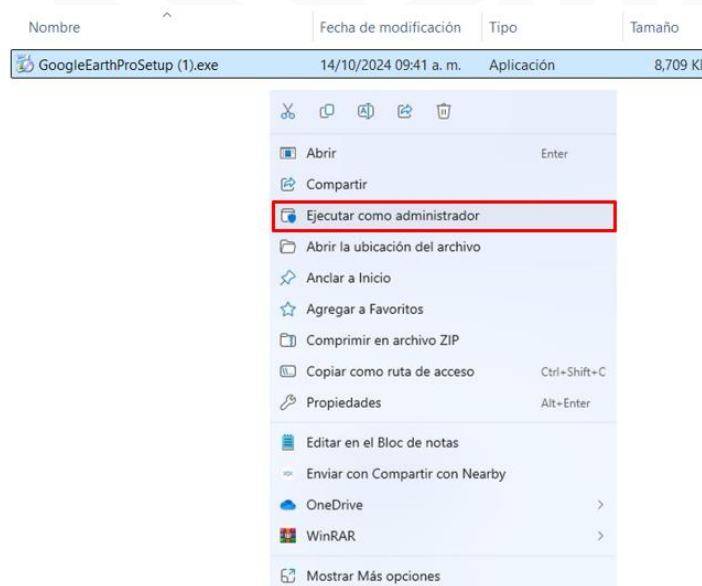 Nombre Fecha de modificación Tipo Tamaño
GoogleEarthProSetup (1).exe 14/10/2024 09:41 a. m. Aplicación 8,709 K
Abrir Enter
Compartir
Ejecutar como administrador
Abrir la ubicación del archivo
Anclar a Inicio
Agregar a Favoritos
Comprimir en archivo ZIP
Copiar como ruta de acceso Ctrl+Shift+C
Propiedades Alt+Enter
Editar en el Bloc de notas
Enviar con Compartir con Nearby
OneDrive
WinRAR
Mostrar Más opciones